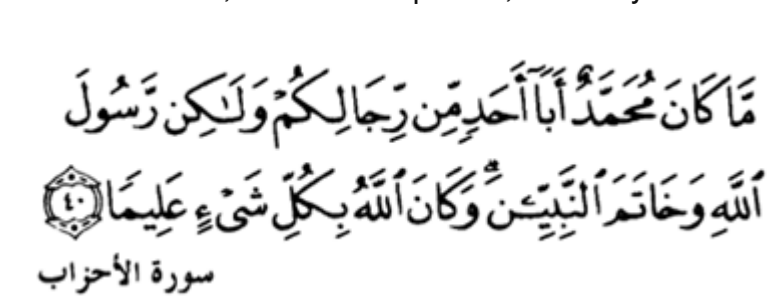 مَّا كَانَ مُحَمَّدٌ أَبَآ أَحَدٍ مِّن رِّجَالِكُمْ وَلَـٰكِن رَّسُولَ
ٱللَّهِ وَخَاتَمَ ٱلنَّبِيِّـۧنَ ۗ وَكَانَ ٱللَّهُ بِكُلِّ شَىْءٍ عَلِيمًا ٤٠
سورة الأحزاب